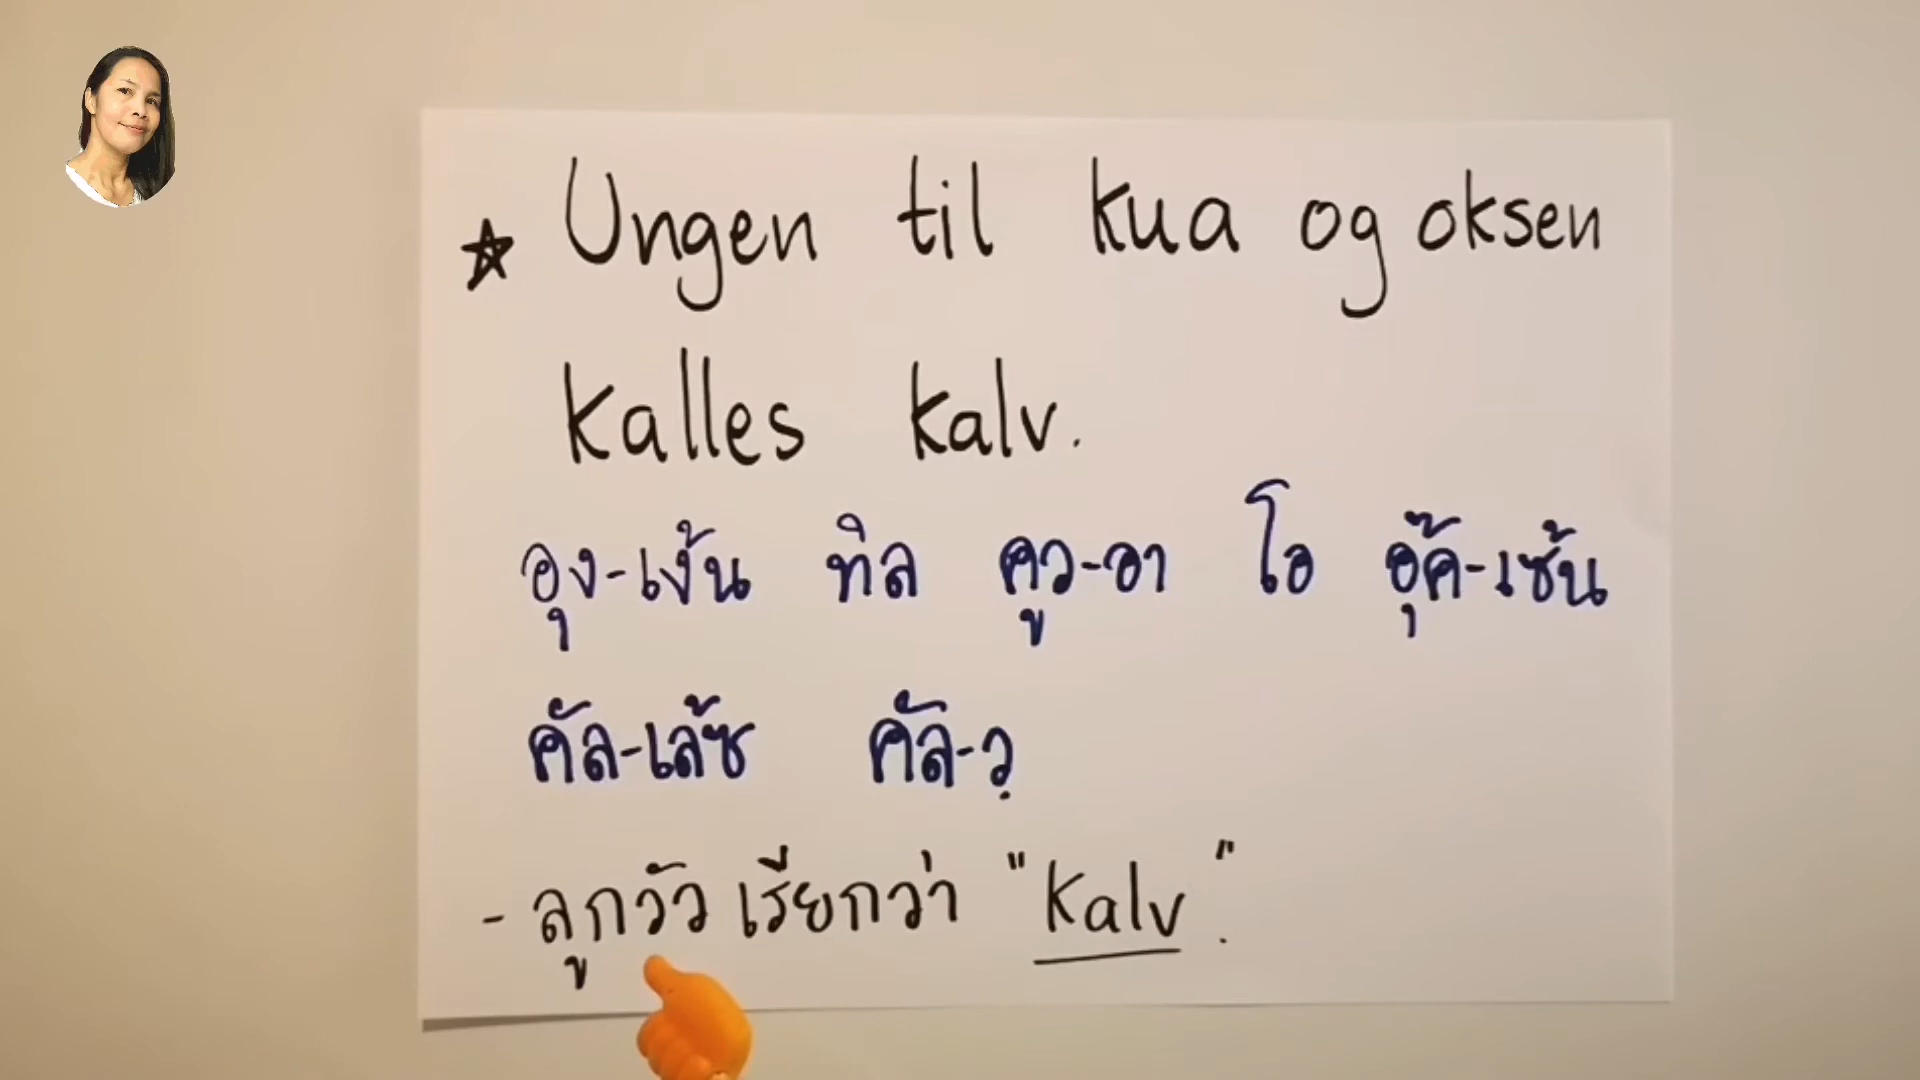 ☆ Ungen til kua og oksen
kalles kalv.
อุง-เง้น ทิล คูว-อา โอ อุ๊ค-เซ้น
คัล-เล้ซ คัล-วฺ
- ลูกวัว เรียกว่า "kalv".